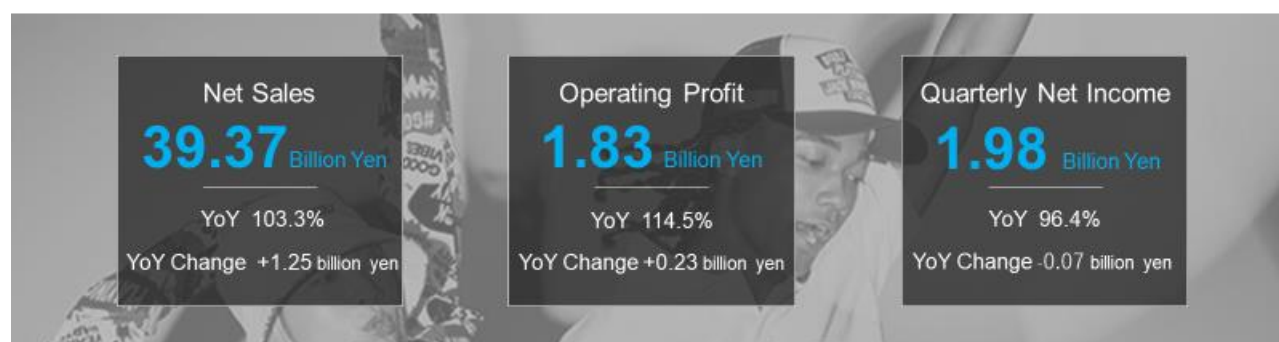 Net Sales
39.37 Billion Yen
YoY 103.3%
YoY Change +1.25 billion yen
Operating Profit
1.83 Billion Yen
YoY 114.5%
YoY Change +0.23 billion yen
Quarterly Net Income
1.98 Billion Yen
YoY 96.4%
YoY Change -0.07 billion yen
GOOD
VIBES